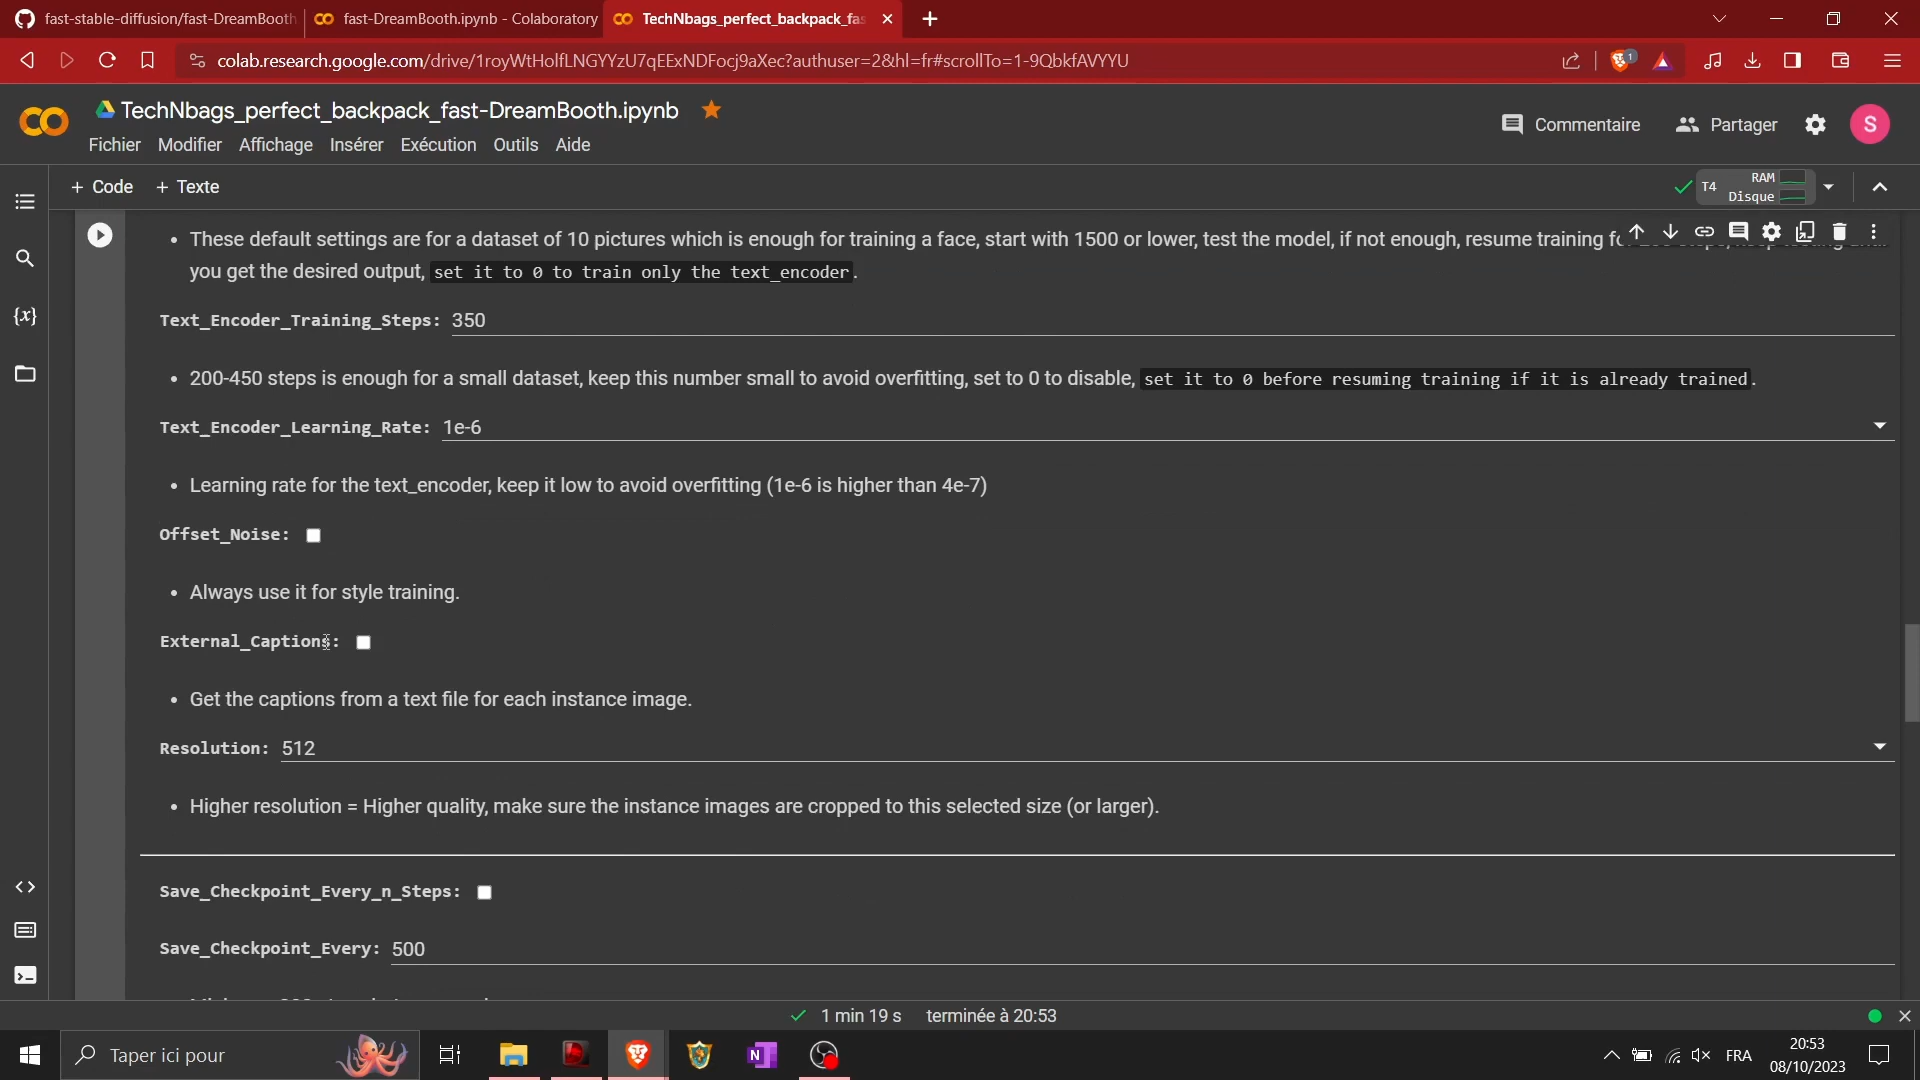 fast-stable-diffusion/fast-DreamBooth
fast-DreamBooth.ipynb - Colaboratory
TechNbags_perfect_backpack_fas
colab.research.google.com/drive/1royWtHolfLNGYYzU7qEExNDFocj9aXec?authuser=2&hl=fr#scrollTo=1-9QbkfAVYYU
1
CO
TechNbags_perfect_backpack_fast-DreamBooth.ipynb
Fichier Modifier Affichage Insérer Exécution Outils Aide
Commentaire
Partager
S
+ Code + Texte
T4
RAM
Disque
• These default settings are for a dataset of 10 pictures which is enough for training a face, start with 1500 or lower, test the model, if not enough, resume training
you get the desired output, set it to 0 to train only the text_encoder.
Text_Encoder_Training_Steps: 350
• 200-450 steps is enough for a small dataset, keep this number small to avoid overfitting, set to 0 to disable, set it to 0 before resuming training if it is already trained.
Text_Encoder_Learning_Rate: 1e-6
• Learning rate for the text_encoder, keep it low to avoid overfitting (1e-6 is higher than 4e-7)
Offset_Noise:
• Always use it for style training.
External_Captions:
• Get the captions from a text file for each instance image.
Resolution: 512
• Higher resolution = Higher quality, make sure the instance images are cropped to this selected size (or larger).
Save_Checkpoint_Every_n_Steps:
Save_Checkpoint_Every: 500
1 min 19 s terminée à 20:53
Taper ici pour
N
FRA
20:53
08/10/2023